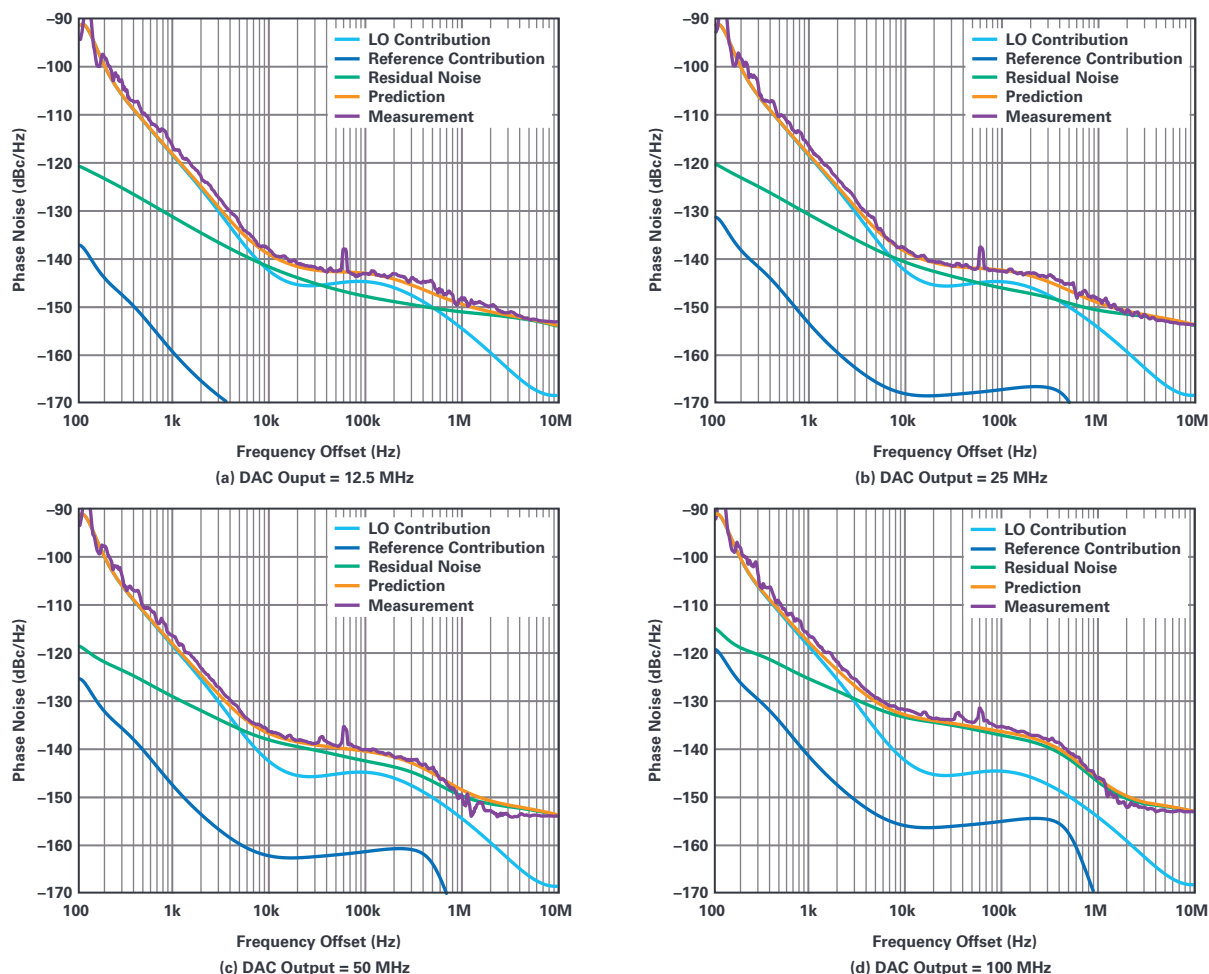 –90
–100
–110
–120
–130
–140
–150
–160
–170
Phase Noise (dBc/Hz)
LO Contribution
Reference Contribution
Residual Noise
Prediction
Measurement
100 1k 10k 100k 1M 10M
Frequency Offset (Hz)
(a) DAC Ouput = 12.5 MHz
–90
–100
–110
–120
–130
–140
–150
–160
–170
Phase Noise (dBc/Hz)
LO Contribution
Reference Contribution
Residual Noise
Prediction
Measurement
100 1k 10k 100k 1M 10M
Frequency Offset (Hz)
(b) DAC Output = 25 MHz
–90
–100
–110
–120
–130
–140
–150
–160
–170
Phase Noise (dBc/Hz)
LO Contribution
Reference Contribution
Residual Noise
Prediction
Measurement
100 1k 10k 100k 1M 10M
Frequency Offset (Hz)
(c) DAC Output = 50 MHz
–90
–100
–110
–120
–130
–140
–150
–160
–170
Phase Noise (dBc/Hz)
LO Contribution
Reference Contribution
Residual Noise
Prediction
Measurement
100 1k 10k 100k 1M 10M
Frequency Offset (Hz)
(d) DAC Output = 100 MHz